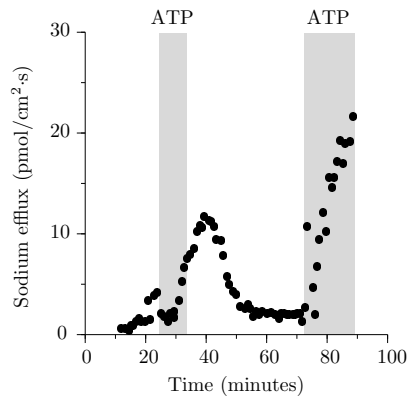 ATP ATP
30
20
10
0
Sodium efflux (pmol/cm²·s)
0 20 40 60 80 100
Time (minutes)